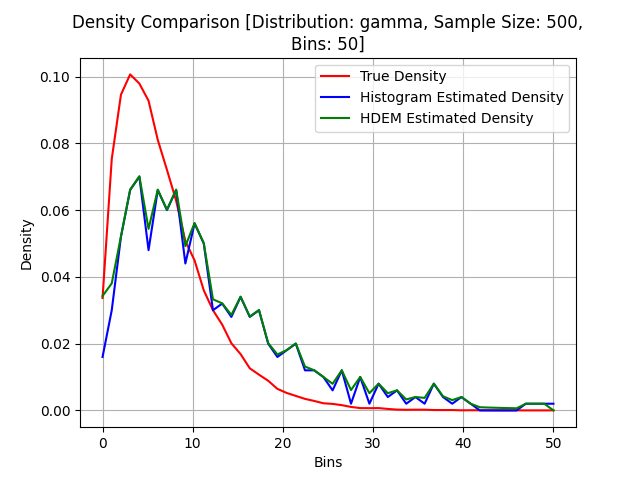 Density Comparison [Distribution: gamma, Sample Size: 500,
Bins: 50]
True Density
Histogram Estimated Density
HDEM Estimated Density
Density
0.10
0.08
0.06
0.04
0.02
0.00
0 10 20 30 40 50
Bins